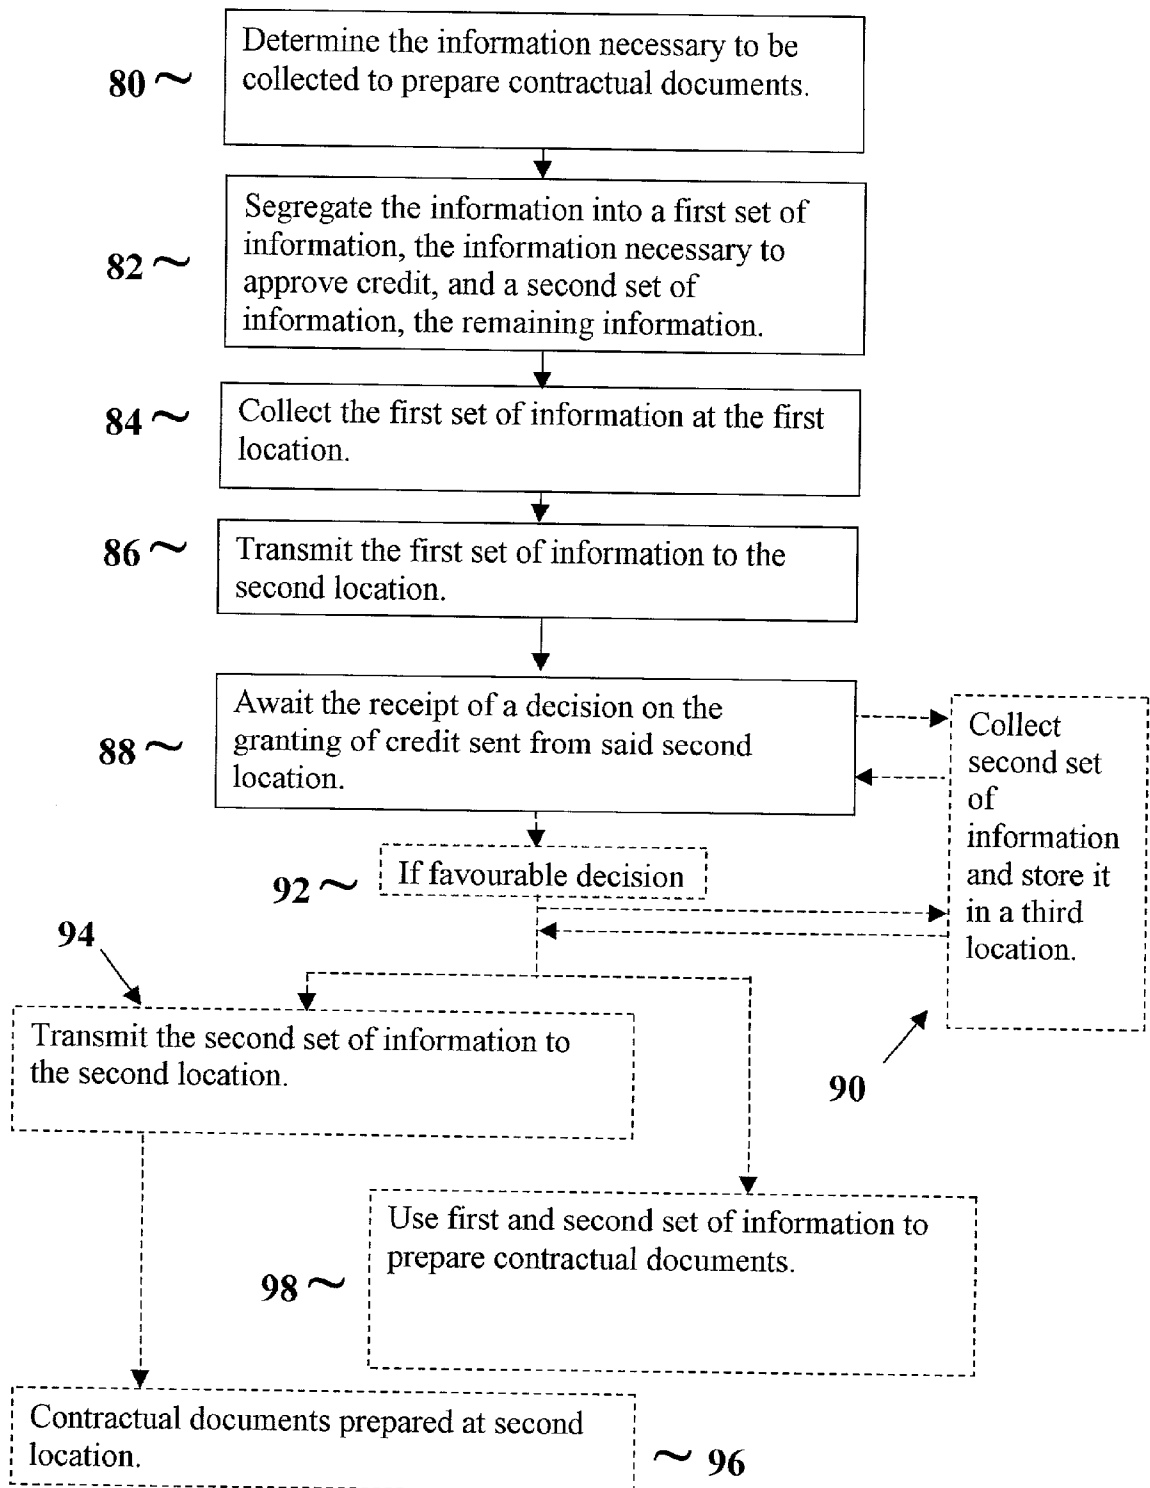 Determine the information necessary to be
collected to prepare contractual documents.
80
Segregate the information into a first set of
information, the information necessary to
approve credit, and a second set of
information, the remaining information.
82
Collect the first set of information at the first
location.
84
Transmit the first set of information to the
second location.
86
Await the receipt of a decision on the
granting of credit sent from said second
location.
88
Collect
second set
of
information
and store it
in a third
location.
90
If favourable decision
92
94
Transmit the second set of information to
the second location.
Use first and second set of information to
prepare contractual documents.
98
Contractual documents prepared at second
location.
96